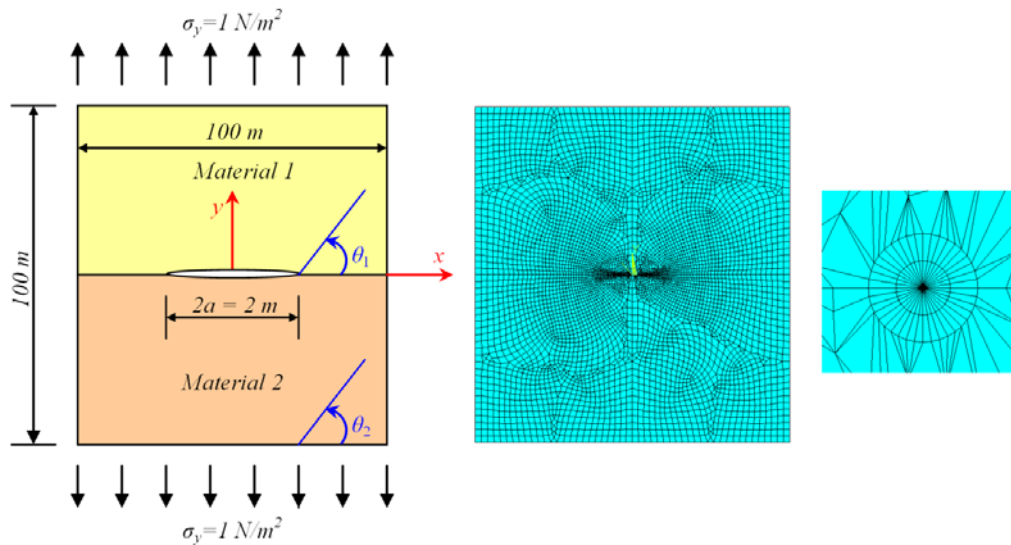 σy=1 N/m²
100 m
Material 1
y
θ1
x
100 m
2a = 2 m
Material 2
θ2
σy=1 N/m²